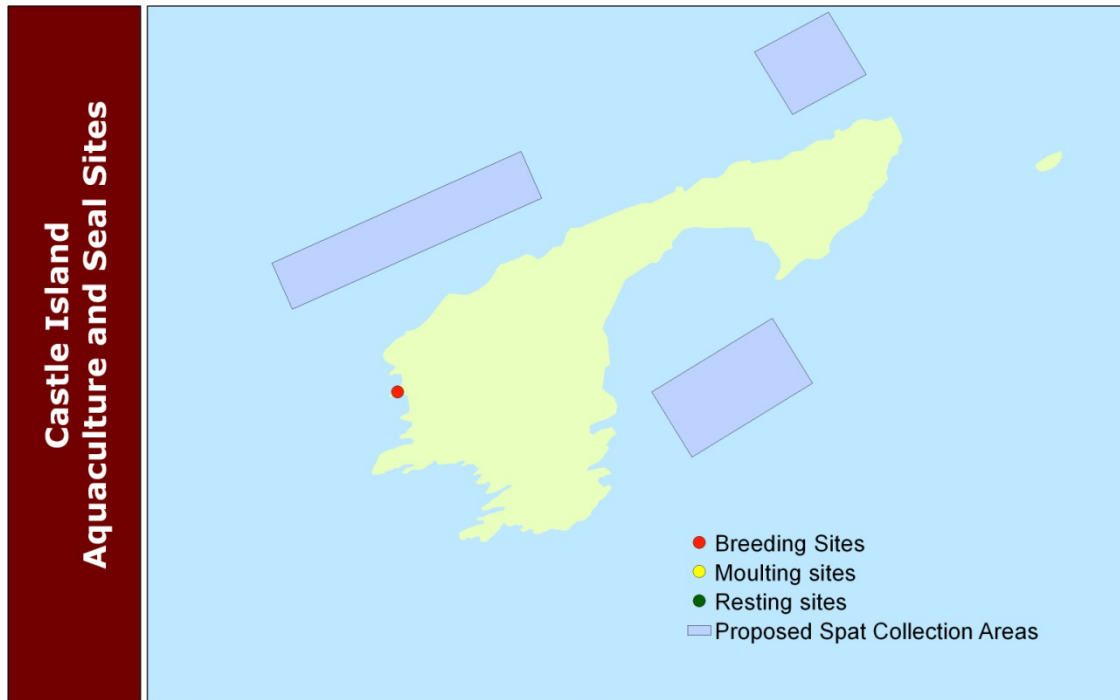 Castle Island
Aquaculture and Seal Sites
Breeding Sites
Moulting sites
Resting sites
Proposed Spat Collection Areas